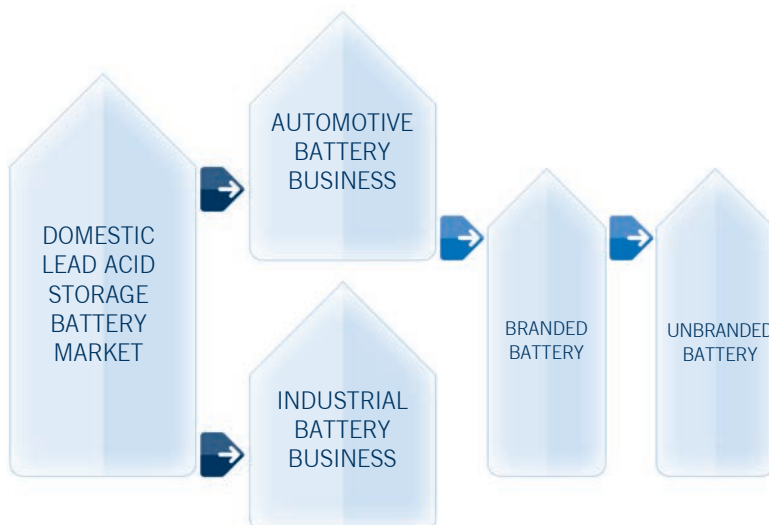 DOMESTIC
LEAD ACID
STORAGE
BATTERY
MARKET
AUTOMOTIVE
BATTERY
BUSINESS
INDUSTRIAL
BATTERY
BUSINESS
BRANDED
BATTERY
UNBRANDED
BATTERY